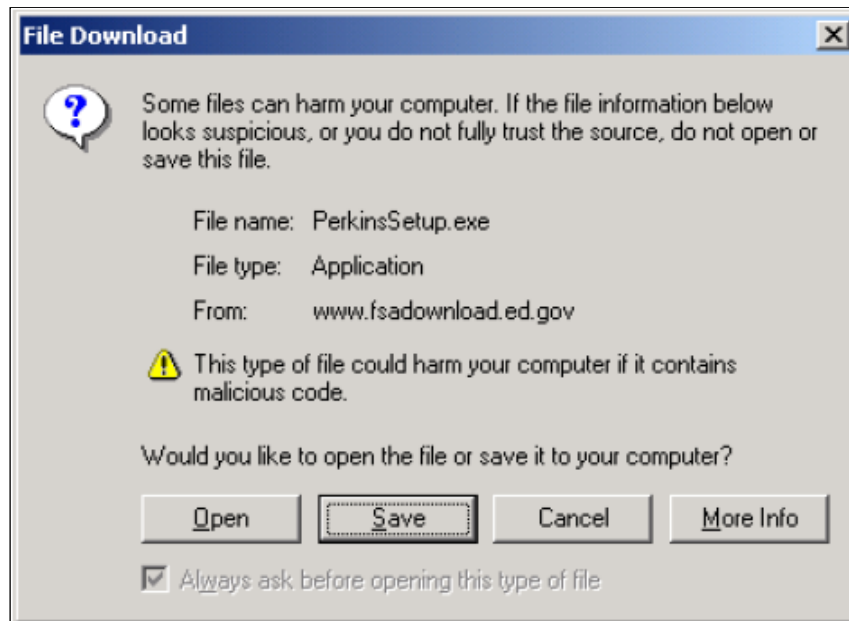 File Download
Some files can harm your computer. If the file information below
looks suspicious, or you do not fully trust the source, do not open or
save this file.
File name: PerkinsSetup.exe
File type: Application
From: www.fsadownload.ed.gov
This type of file could harm your computer if it contains
malicious code.
Would you like to open the file or save it to your computer?
Open Save Cancel More Info
Always ask before opening this type of file